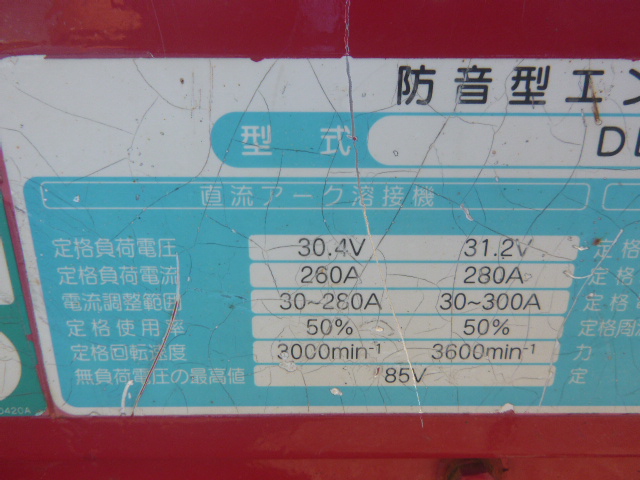 防音型エン
型 式 DL
直流アーク溶接機
定格負荷電圧 30.4V 31.2V 定格
定格負荷電流 260A 280A 定格
電流調整範囲 30~280A 30~300A 定格
定格使用率 50% 50% 定格周
定格回転速度 3000min-1 3600min-1 力
無負荷電圧の最高値 85V 定
0420A